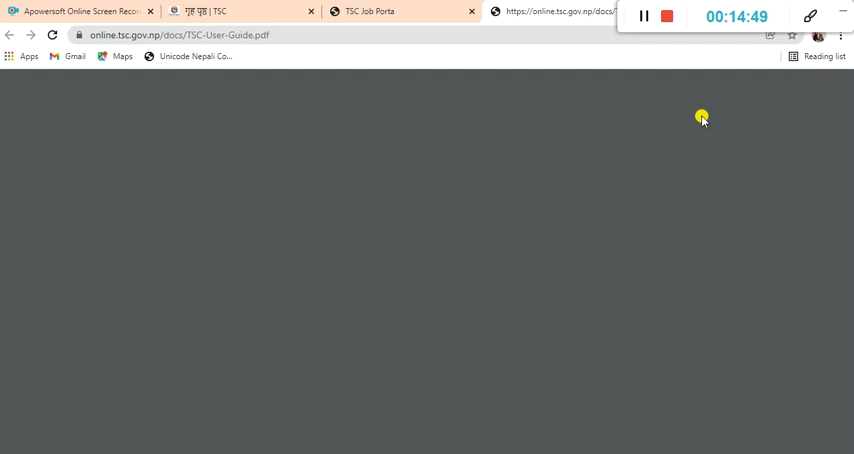 Apowersoft Online Screen Recor
गृह पृष्ठ | TSC
TSC Job Porta
https://online.tsc.gov.np/docs/T
00:14:49
online.tsc.gov.np/docs/TSC-User-Guide.pdf
Apps
Gmail
Maps
Unicode Nepali Co...
Reading list